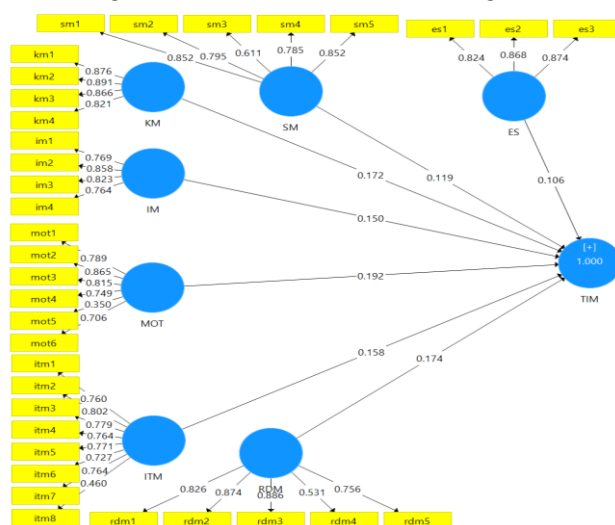 sm1 sm2 sm3 sm4 sm5
es1 es2 es3
0.852 0.795 0.611 0.785 0.852
0.824 0.868 0.874
km1
km2
km3
km4
0.876
0.891
0.866
0.821
KM
SM
ES
im1
im2
im3
im4
0.769
0.858
0.823
0.764
IM
0.172
0.119
0.106
0.150
mot1
mot2
mot3
mot4
mot5
mot6
0.789
0.865
0.815
0.749
0.350
0.706
MOT
0.192
[+]
1.000
TIM
itm1
itm2
itm3
itm4
itm5
itm6
itm7
itm8
0.760
0.802
0.779
0.764
0.771
0.727
0.764
0.460
ITM
0.158
0.174
RDM
0.826 0.874 0.886 0.531 0.756
rdm1 rdm2 rdm3 rdm4 rdm5